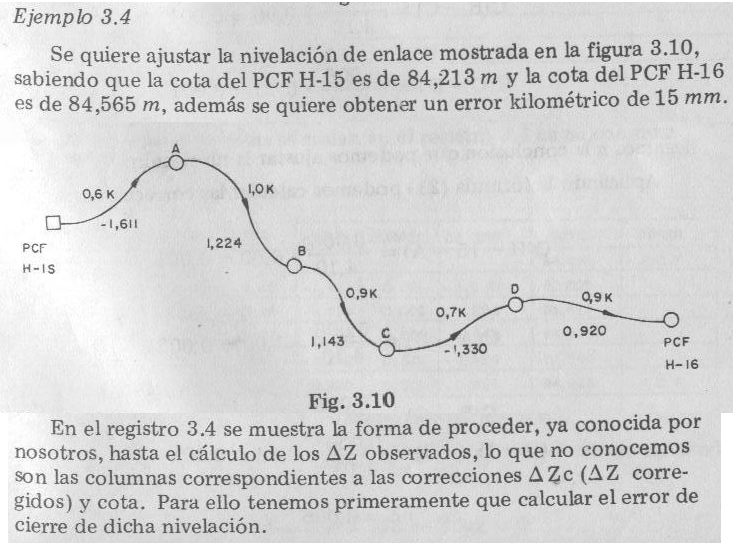 Ejemplo 3.4
Se quiere ajustar la nivelación de enlace mostrada en la figura 3.10,
sabiendo que la cota del PCF H-15 es de 84,213 m y la cota del PCF H-16
es de 84,565 m, además se quiere obtener un error kilométrico de 15 mm.
A
0,6 K
1,0 K
-1,611
PCF
H-1S
1,224
B
0,9K
1,143
C
0,7K
-1,330
D
0,9K
0,920
PCF
H-16
Fig. 3.10
En el registro 3.4 se muestra la forma de proceder, ya conocida por
nosotros, hasta el cálculo de los ΔZ observados, lo que no conocemos
son las columnas correspondientes a las correcciones ΔZc (ΔZ corre-
gidos) y cota. Para ello tenemos primeramente que calcular el error de
cierre de dicha nivelación.